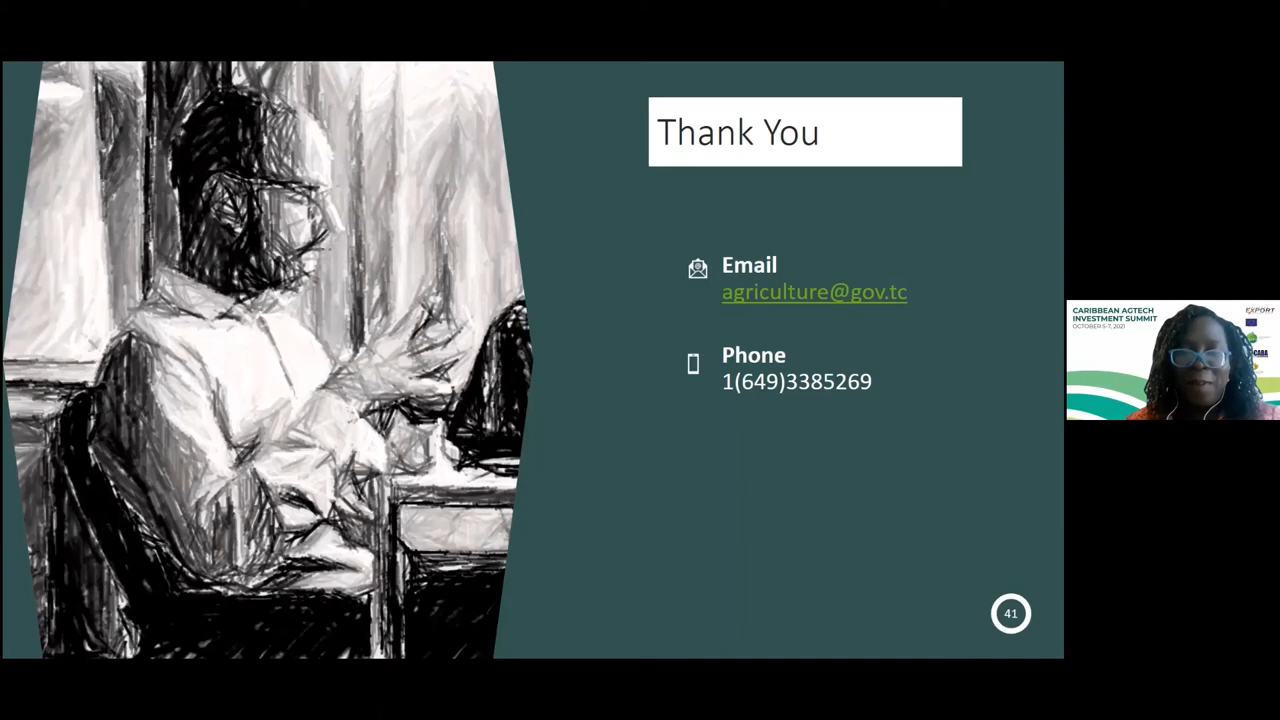 Thank You
Email
agriculture@gov.tc
Phone
1(649)3385269
41
CARIBBEAN AGTECH
INVESTMENT SUMMIT
OCTOBER 5-7, 2021
EXPORT